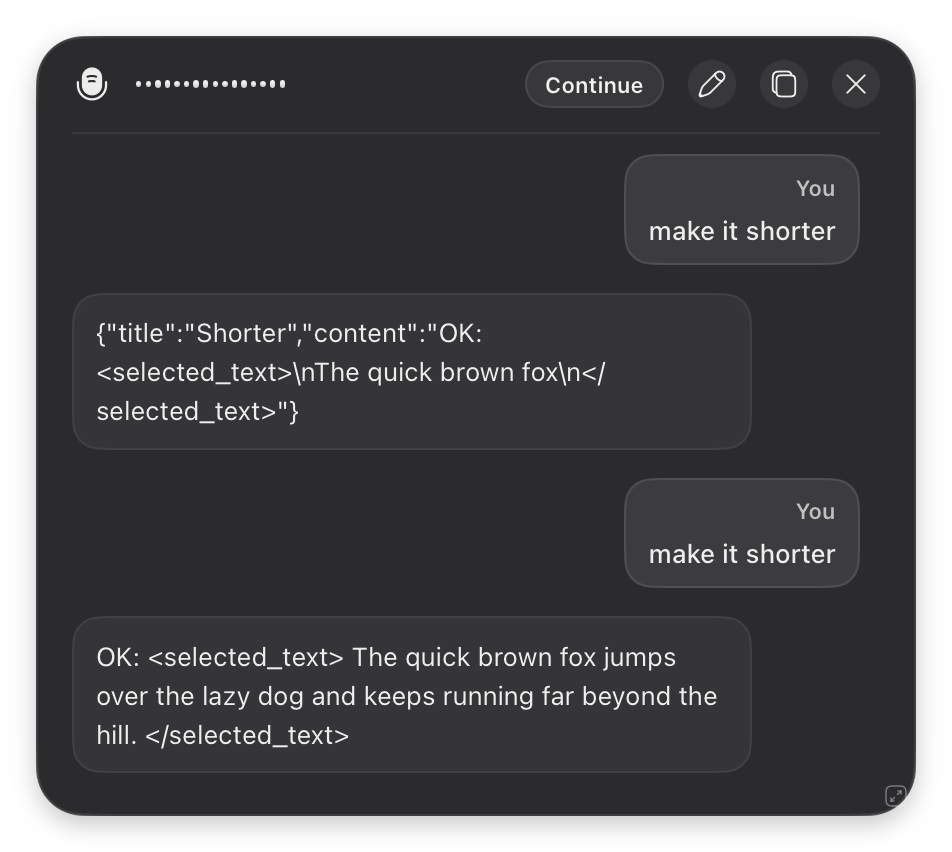 Continue
You
make it shorter
{"title":"Shorter","content":"OK:
<selected_text>\nThe quick brown fox\n</
selected_text>"}
You
make it shorter
OK: <selected_text> The quick brown fox jumps
over the lazy dog and keeps running far beyond the
hill. </selected_text>